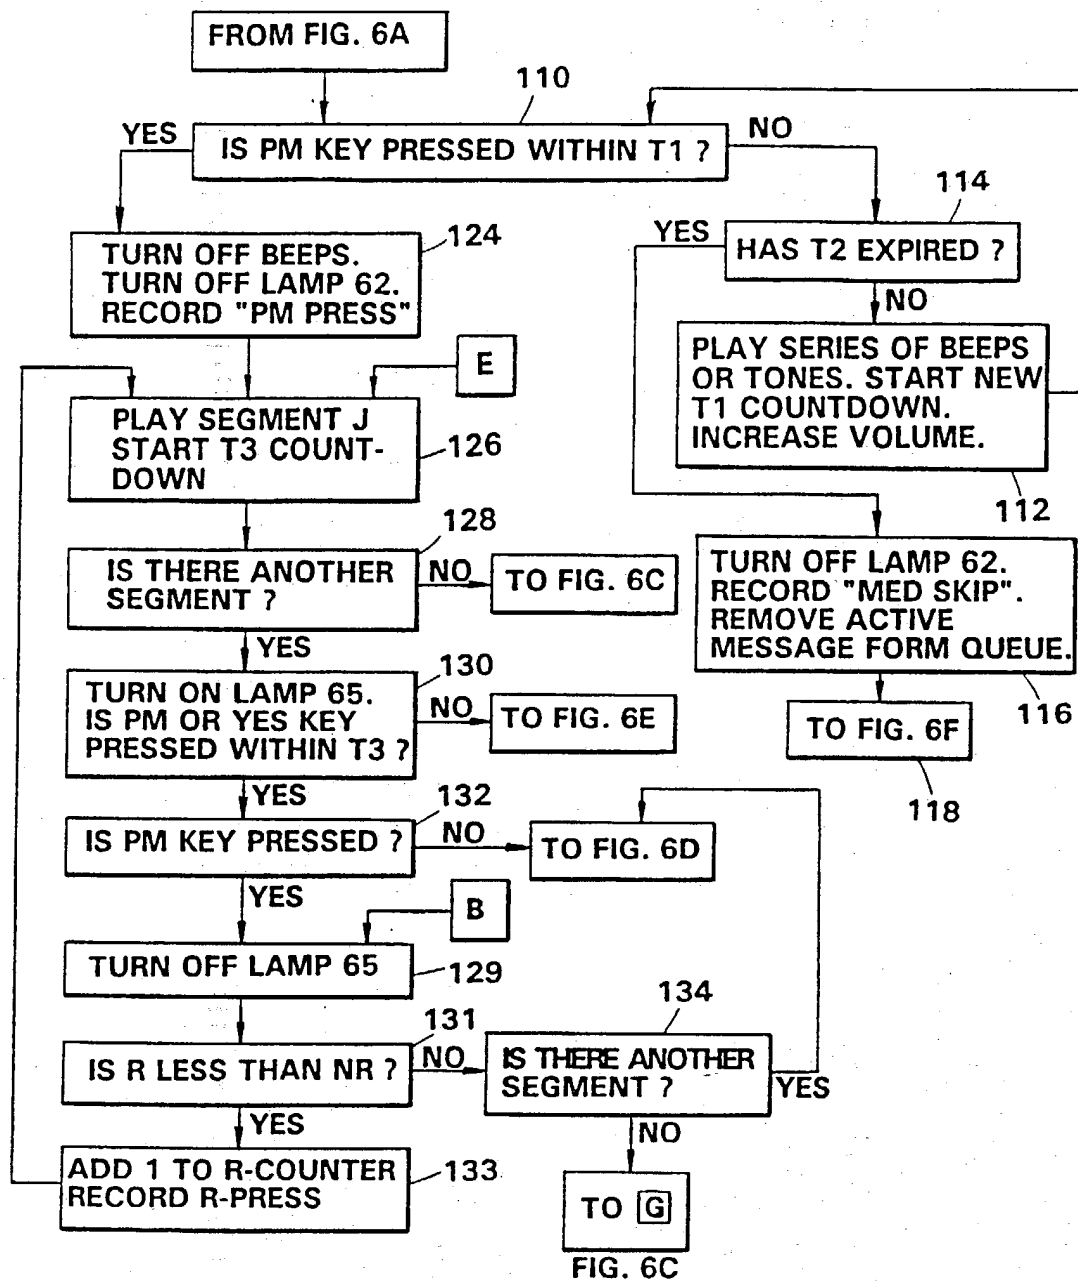 FROM FIG. 6A
110
YES
IS PM KEY PRESSED WITHIN T1 ?
NO
114
YES
HAS T2 EXPIRED ?
NO
124
TURN OFF BEEPS.
TURN OFF LAMP 62.
RECORD "PM PRESS"
PLAY SERIES OF BEEPS
OR TONES. START NEW
T1 COUNTDOWN.
INCREASE VOLUME.
112
E
PLAY SEGMENT J
START T3 COUNT-
DOWN
126
128
IS THERE ANOTHER
SEGMENT ?
NO
TO FIG. 6C
YES
TURN OFF LAMP 62.
RECORD "MED SKIP".
REMOVE ACTIVE
MESSAGE FORM QUEUE.
116
TO FIG. 6F
118
130
TURN ON LAMP 65.
IS PM OR YES KEY
PRESSED WITHIN T3 ?
NO
TO FIG. 6E
YES
132
IS PM KEY PRESSED ?
NO
TO FIG. 6D
YES
B
TURN OFF LAMP 65
129
131
IS R LESS THAN NR ?
NO
134
IS THERE ANOTHER
SEGMENT ?
YES
YES
NO
ADD 1 TO R-COUNTER
RECORD R-PRESS
133
TO G
FIG. 6C